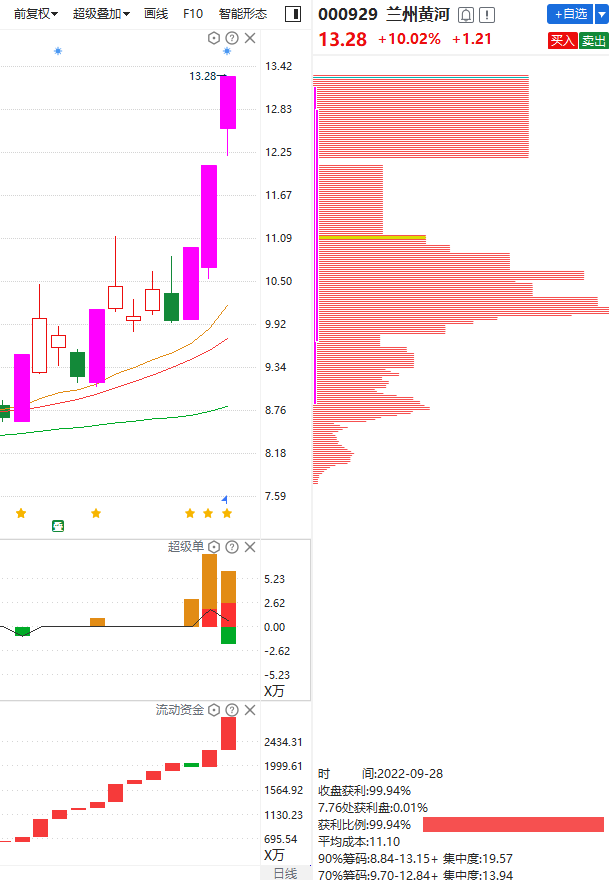 前复权 超级叠加 画线 F10 智能形态
000929 兰州黄河
+自选
13.28 +10.02% +1.21
买入 卖出
13.28
13.42
12.83
12.25
11.67
11.09
10.50
9.92
9.34
8.76
8.18
7.59
超级单
5.23
2.62
0.00
-2.62
-5.23
X万
流动资金
2434.31
1999.61
1564.92
1130.23
695.54
X万
日线
时 间:2022-09-28
收盘获利:99.94%
7.76处获利盘:0.01%
获利比例:99.94%
平均成本:11.10
90%筹码:8.84-13.15+ 集中度:19.57
70%筹码:9.70-12.84+ 集中度:13.94